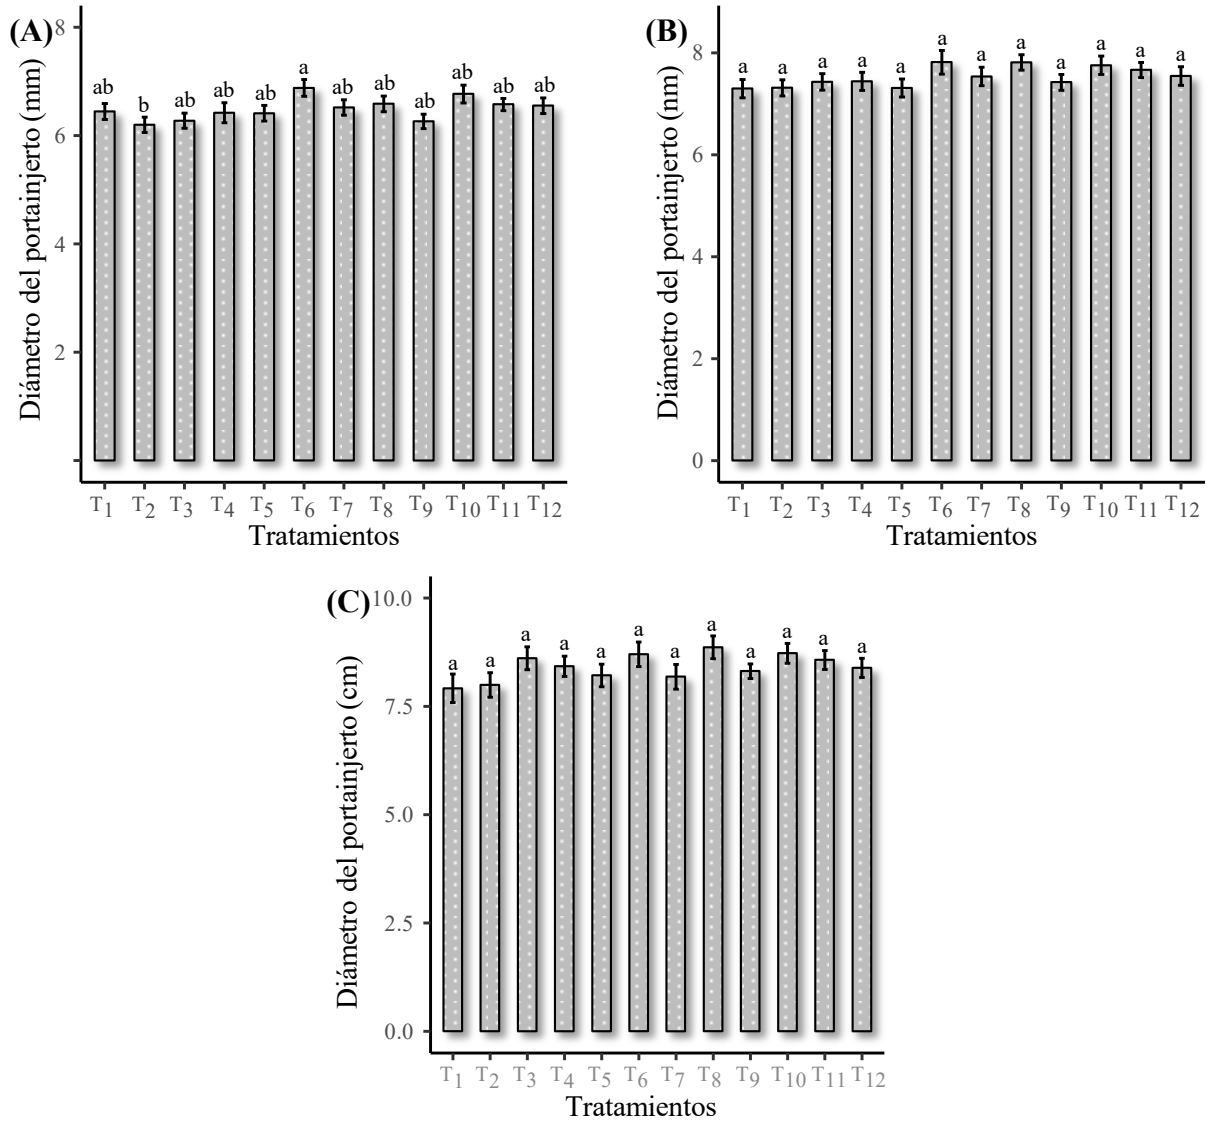 (A)
Diámetro del portainjerto (mm)
8
6
4
2
ab b ab ab ab a ab ab ab ab ab ab
T1 T2 T3 T4 T5 T6 T7 T8 T9 T10 T11 T12
Tratamientos
(B)
Diámetro del portainjerto (nm)
8
6
4
2
0
a a a a a a a a a a a a
T1 T2 T3 T4 T5 T6 T7 T8 T9 T10 T11 T12
Tratamientos
(C)
Diámetro del portainjerto (cm)
10.0
7.5
5.0
2.5
0.0
a a a a a a a a a a a a
T1 T2 T3 T4 T5 T6 T7 T8 T9 T10 T11 T12
Tratamientos